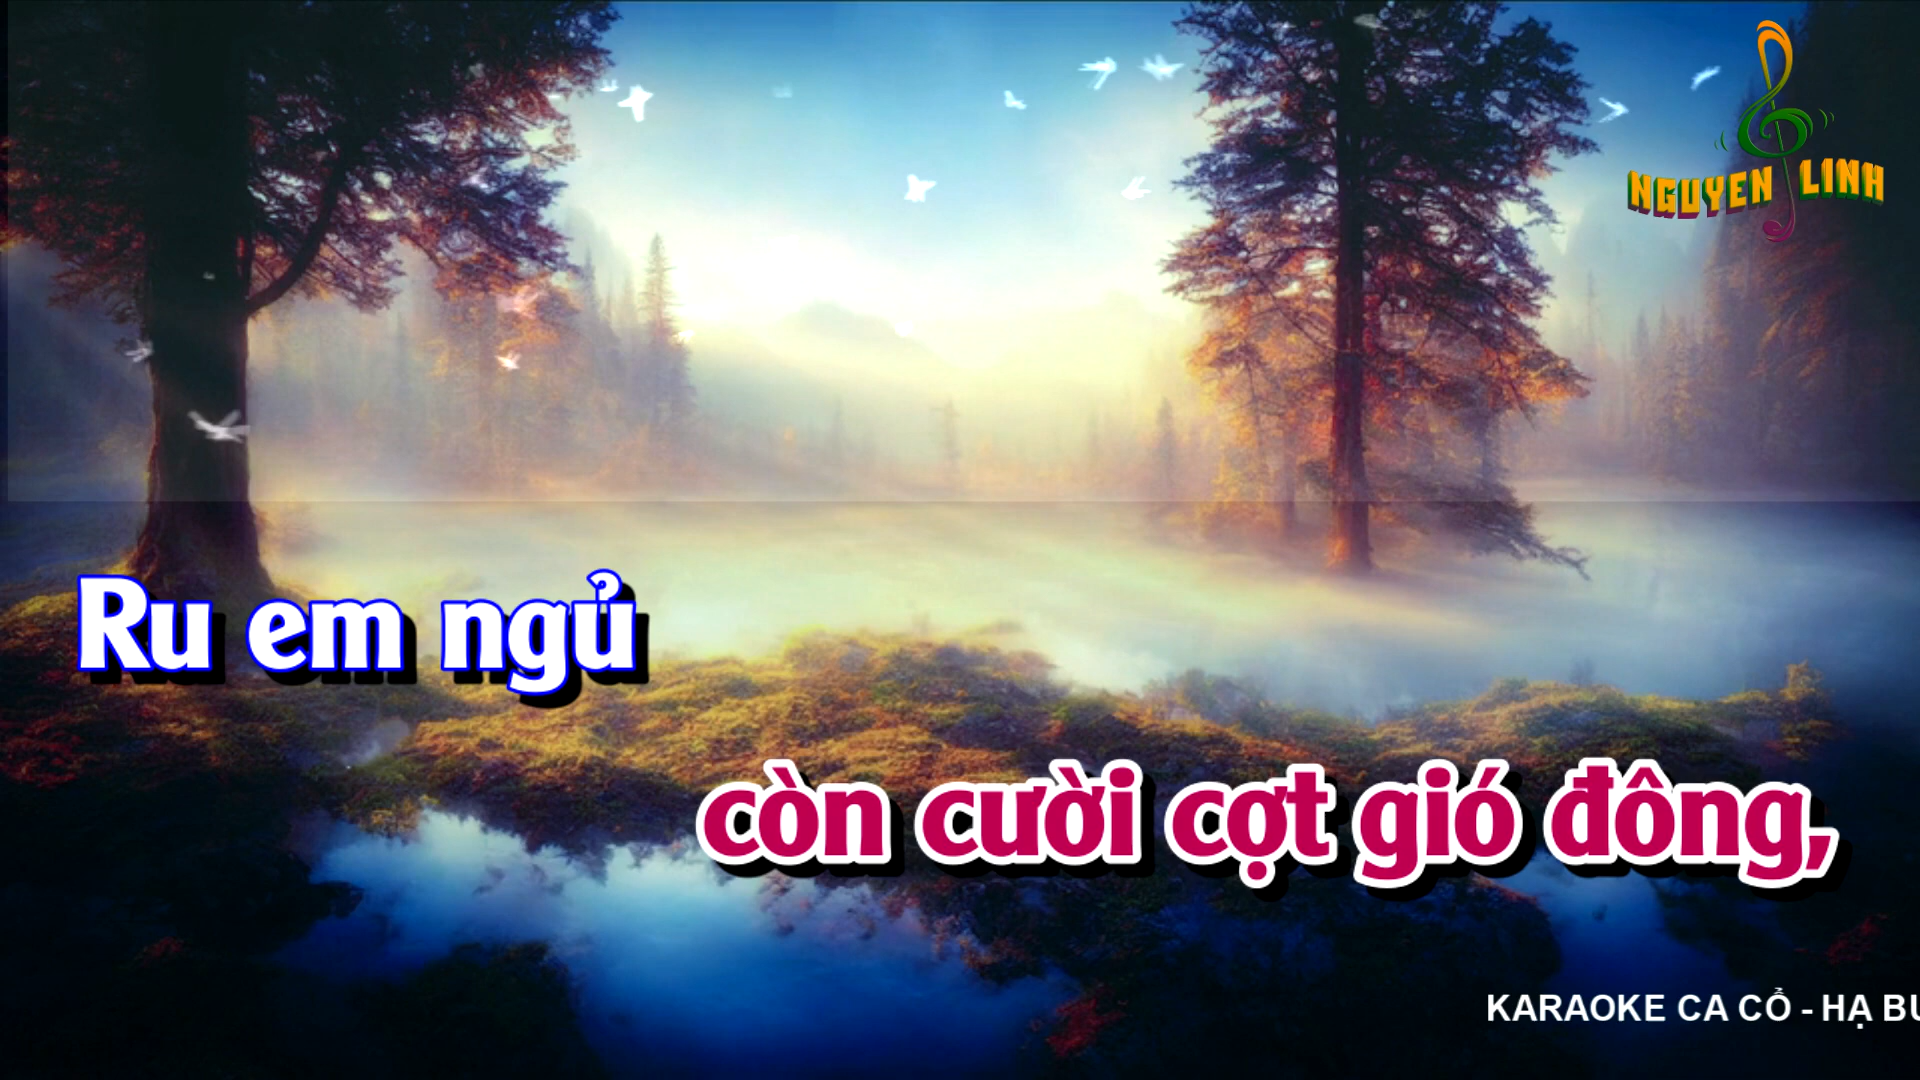 NGUYEN LINH
Ru em ngủ
còn cười cợt gió đông,
KARAOKE CA CỔ - HẠ